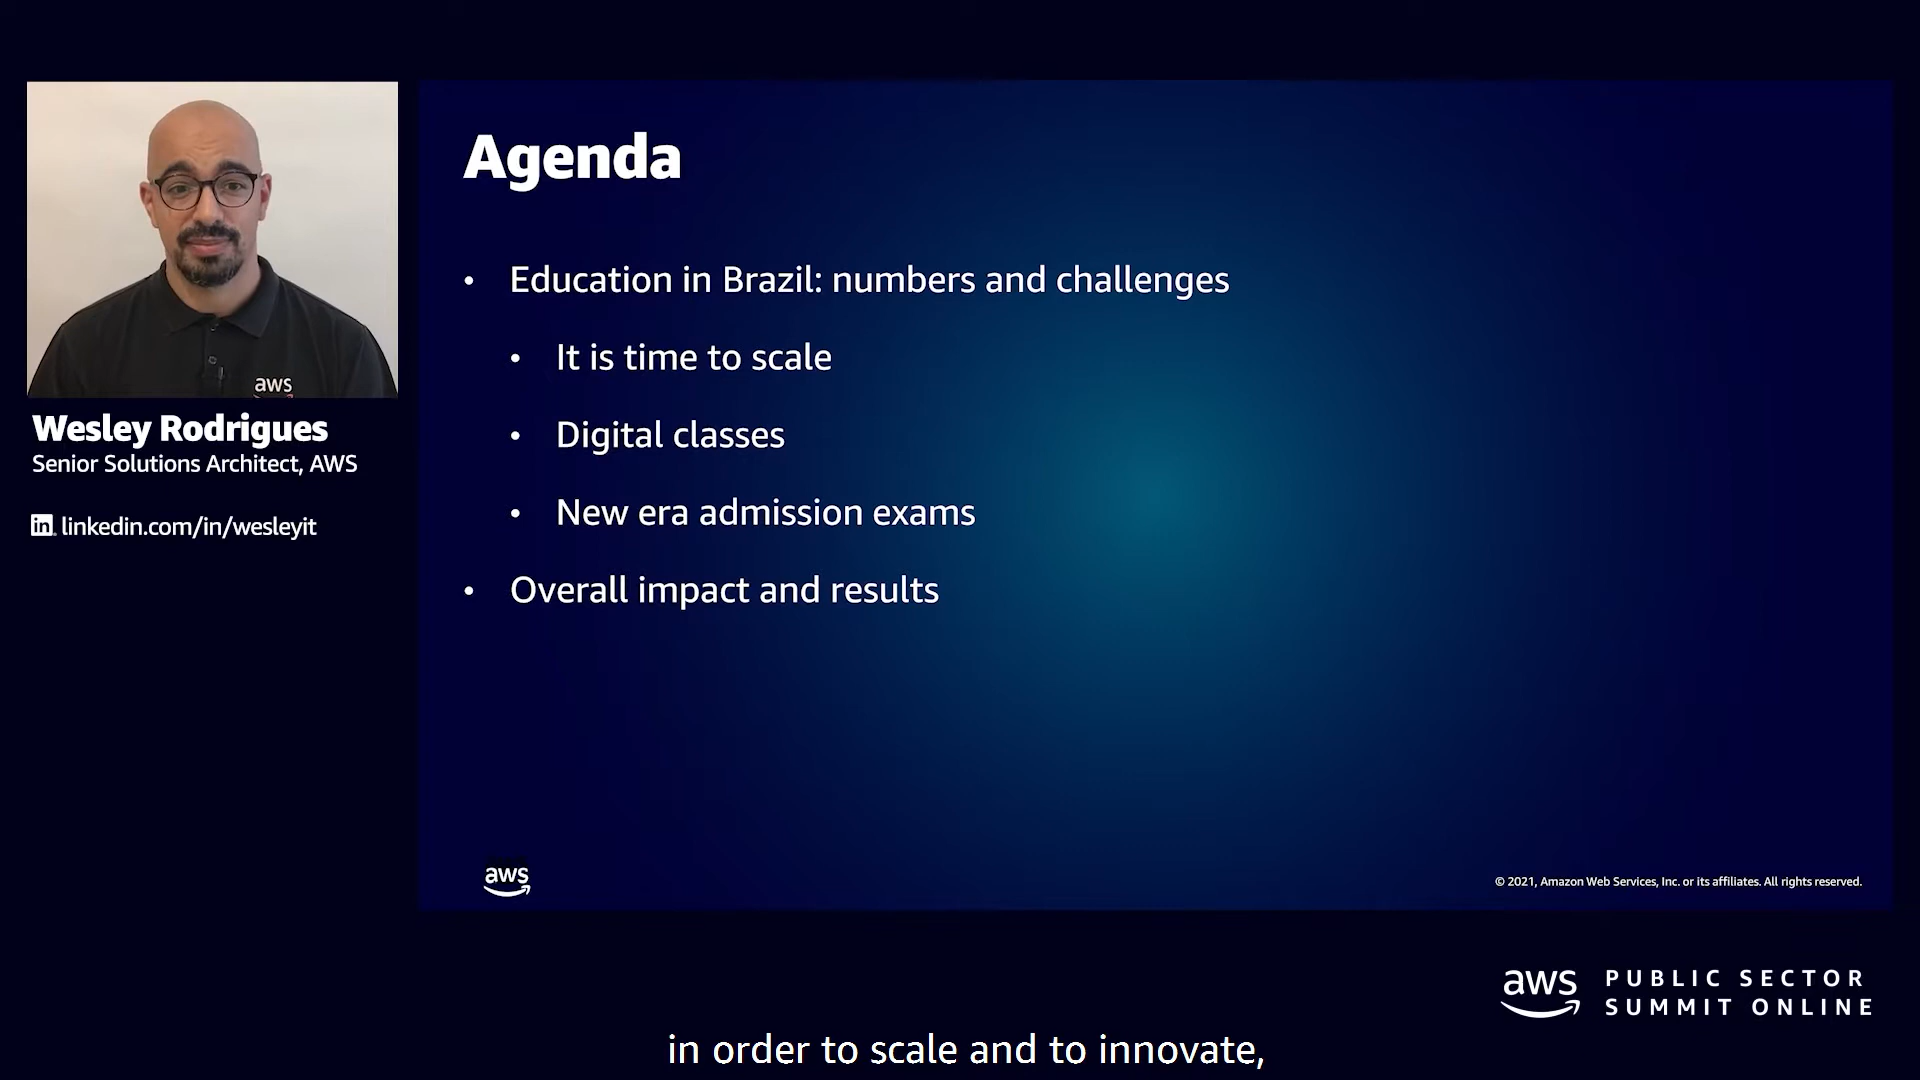 aws
Wesley Rodrigues
Senior Solutions Architect, AWS
in linkedin.com/in/wesleyit
Agenda
• Education in Brazil: numbers and challenges
• It is time to scale
• Digital classes
• New era admission exams
• Overall impact and results
aws
© 2021, Amazon Web Services, Inc. or its affiliates. All rights reserved.
aws PUBLIC SECTOR
SUMMIT ONLINE
in order to scale and to innovate,